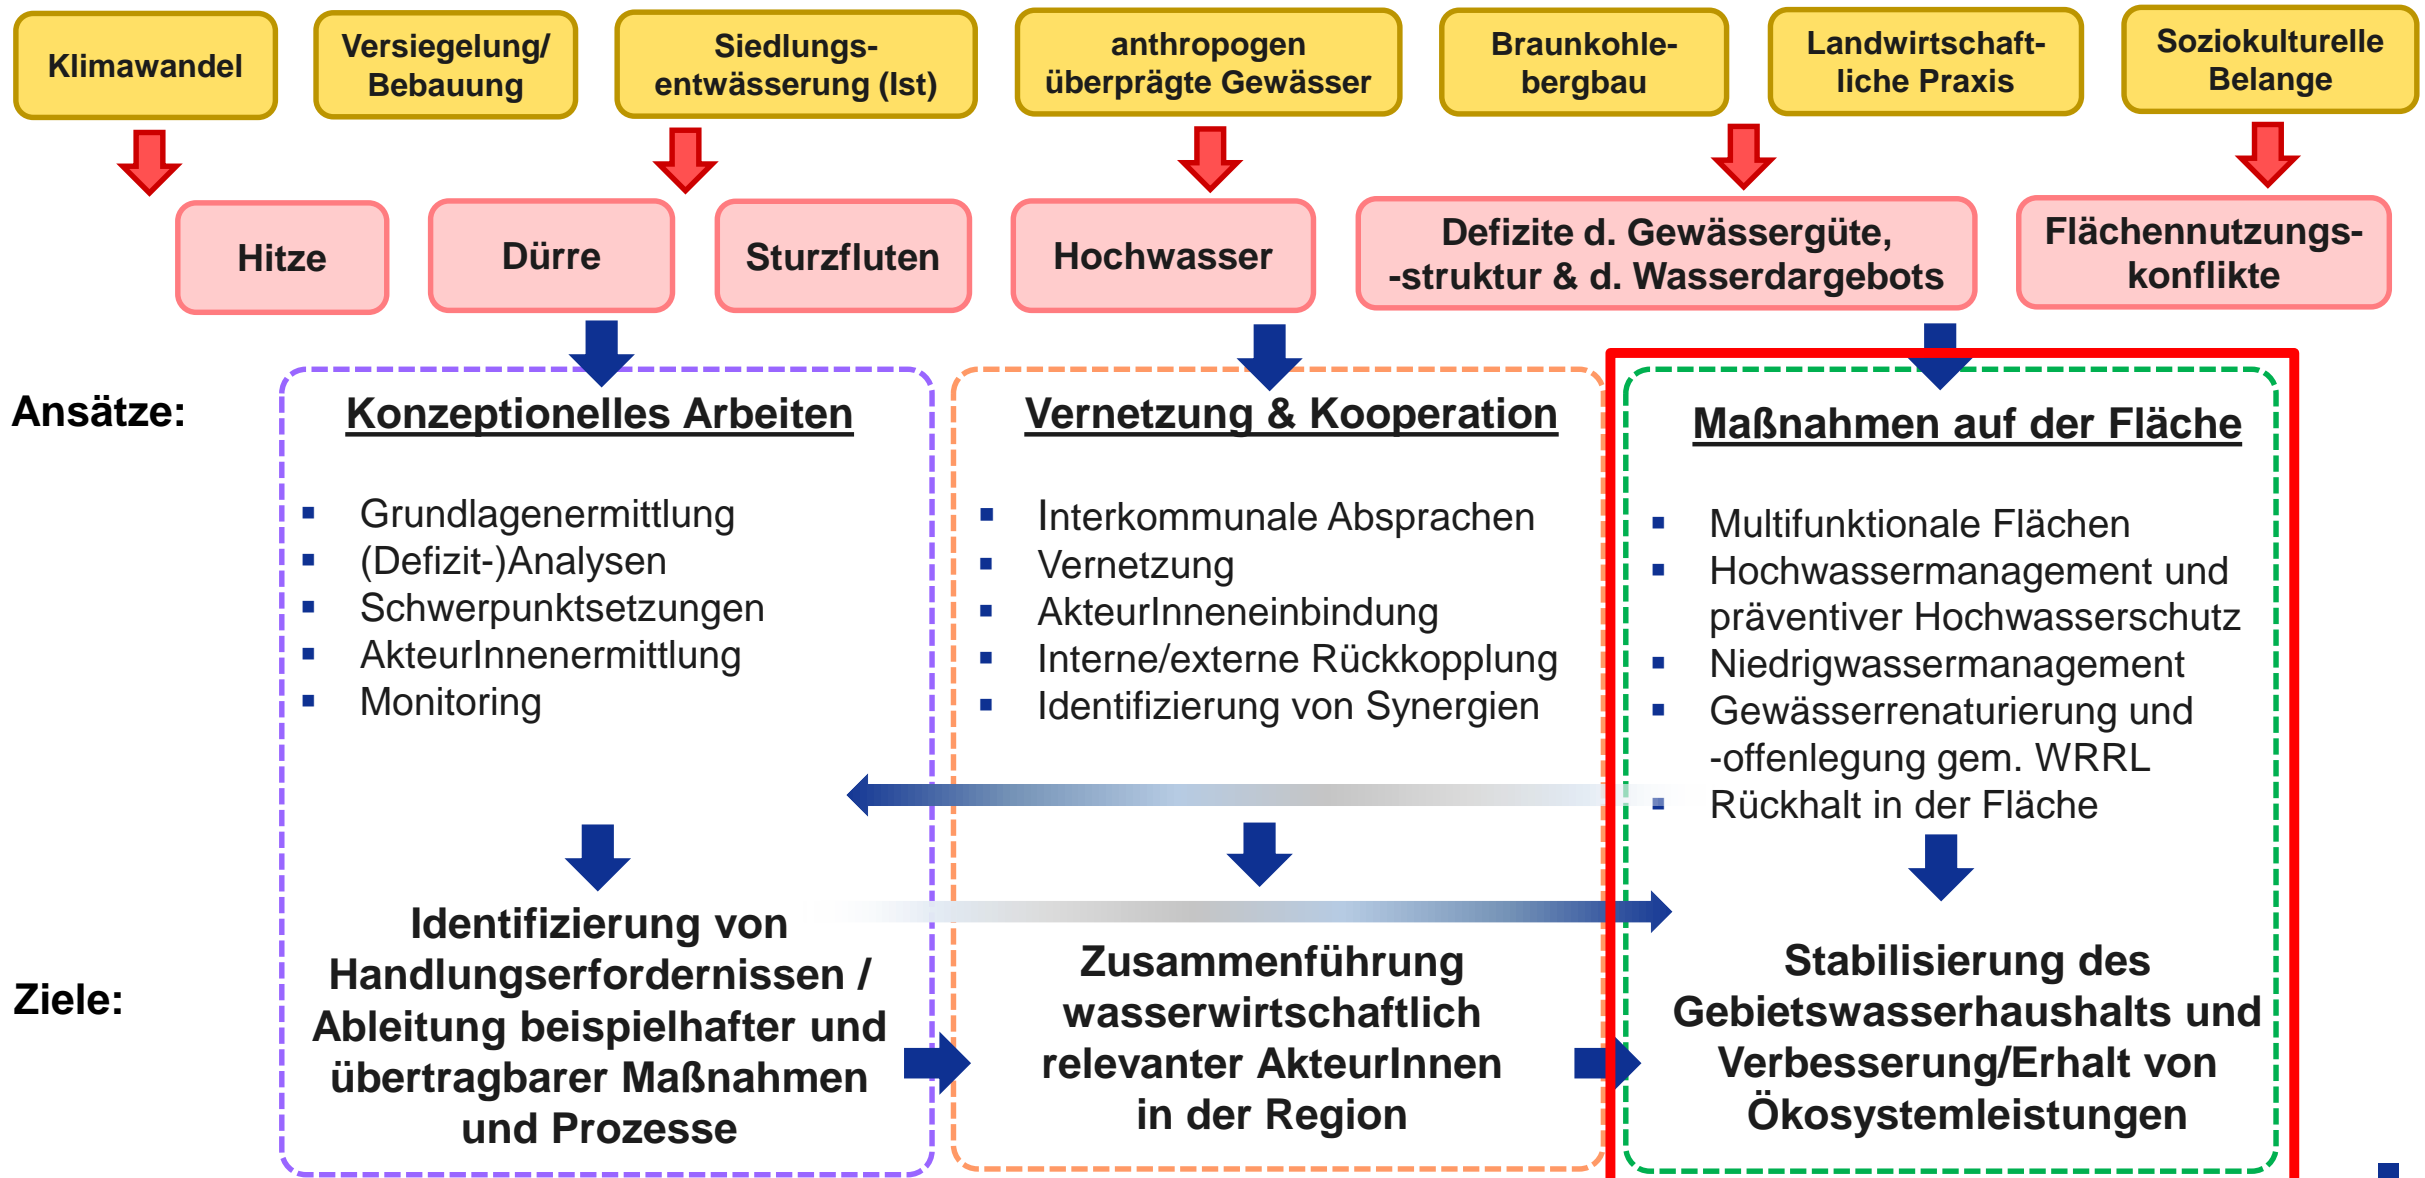 Klimawandel
Versiegelung/
Bebauung
Siedlungs-
entwässerung (Ist)
anthropogen
überprägte Gewässer
Braunkohle-
bergbau
Landwirtschaft-
liche Praxis
Soziokulturelle
Belange
Hitze
Dürre
Sturzfluten
Hochwasser
Defizite d. Gewässergüte,
-struktur & d. Wasserdargebots
Flächennutzungs-
konflikte
Ansätze:
Konzeptionelles Arbeiten
▪ Grundlagenermittlung
▪ (Defizit-)Analysen
▪ Schwerpunktsetzungen
▪ AkteurInnenermittlung
▪ Monitoring
Vernetzung & Kooperation
▪ Interkommunale Absprachen
▪ Vernetzung
▪ AkteurInneneinbindung
▪ Interne/externe Rückkopplung
▪ Identifizierung von Synergien
Maßnahmen auf der Fläche
▪ Multifunktionale Flächen
▪ Hochwassermanagement und
präventiver Hochwasserschutz
▪ Niedrigwassermanagement
▪ Gewässerrenaturierung und
-offenlegung gem. WRRL
▪ Rückhalt in der Fläche
Ziele:
Identifizierung von
Handlungserfordernissen /
Ableitung beispielhafter und
übertragbarer Maßnahmen
und Prozesse
Zusammenführung
wasserwirtschaftlich
relevanter AkteurInnen
in der Region
Stabilisierung des
Gebietswasserhaushalts und
Verbesserung/Erhalt von
Ökosystemleistungen